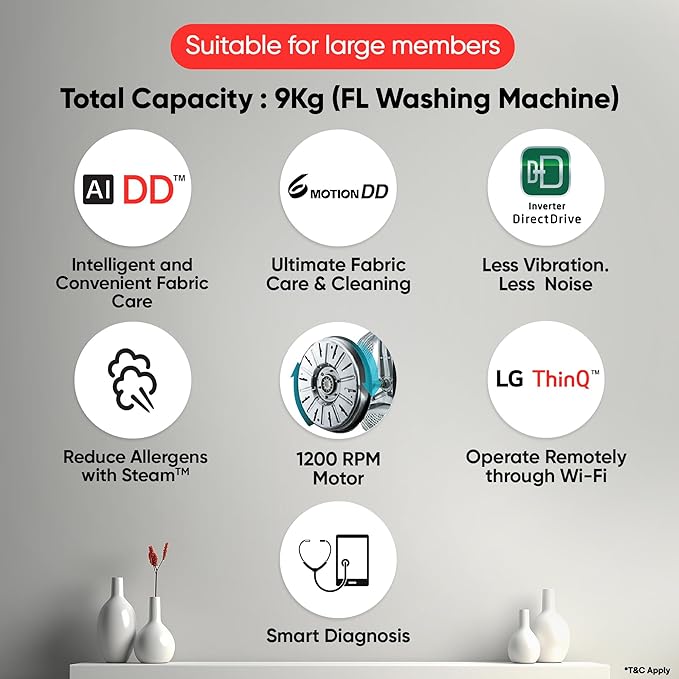 Suitable for large members
Total Capacity : 9Kg (FL Washing Machine)
AI DD™
6 MOTION DD
DD
Inverter
DirectDrive
Intelligent and
Convenient Fabric
Care
Ultimate Fabric
Care & Cleaning
Less Vibration.
Less Noise
LG ThinQ™
Reduce Allergens
with Steam™
1200 RPM
Motor
Operate Remotely
through Wi-Fi
Smart Diagnosis
*T&C Apply